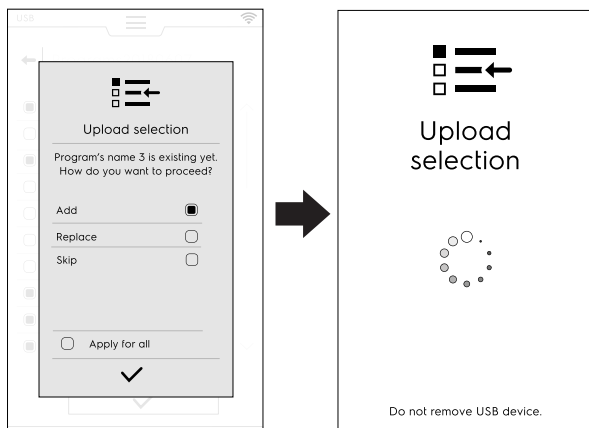 USB
Upload selection
Program's name 3 is existing yet.
How do you want to proceed?
Add
Replace
Skip
Apply for all
Upload
selection
Do not remove USB device.